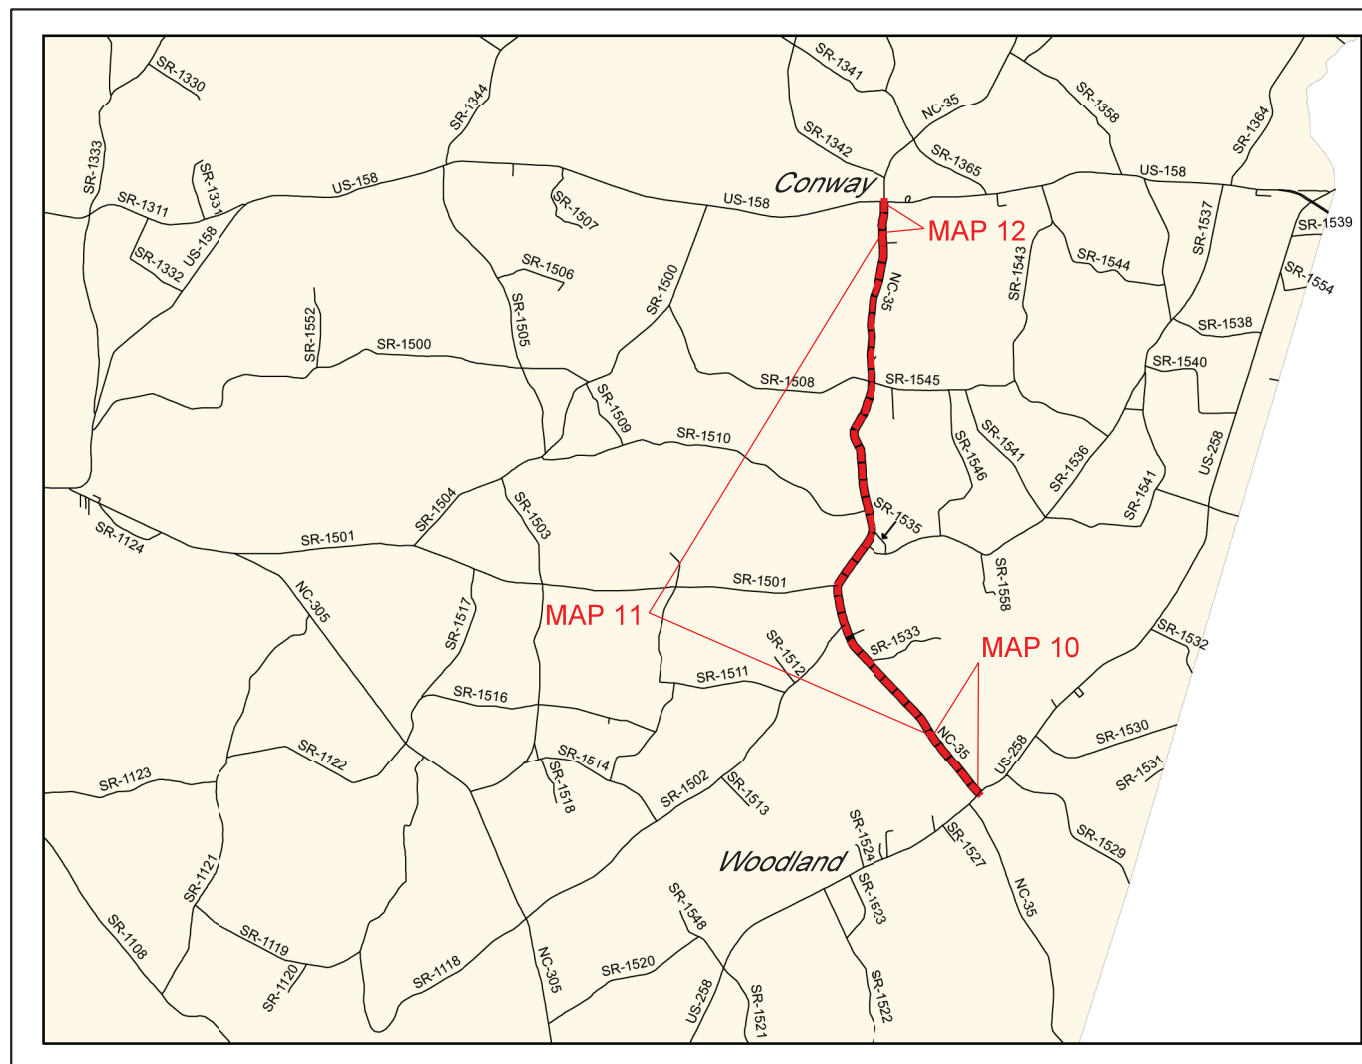 SR-1330
SR-1344
SR-1341
NC-35
SR-1358
SR-1364
SR-1333
SR-1342
SR-1365
SR-1331
US-158
Conway
US-158
US-158
SR-1311
SR-1507
SR-1537
SR-1539
US-158
SR-1332
MAP 12
SR-1506
SR-1500
SR-1543
SR-1544
SR-1554
NC-35
SR-1552
SR-1505
SR-1538
SR-1500
SR-1540
SR-1508
SR-1545
SR-1509
SR-1510
SR-1541
SR-1546
SR-1536
US-258
SR-1541
SR-1504
SR-1503
SR-1535
SR-1124
SR-1501
SR-1501
SR-1558
NC-305
SR-1517
MAP 11
SR-1533
SR-1532
SR-1512
MAP 10
SR-1511
SR-1516
NC-35
SR-1530
SR-1122
SR-1514
US-258
SR-1531
SR-1123
SR-1518
SR-1502
SR-1513
SR-1524
SR-1527
SR-1529
Woodland
SR-1121
SR-1523
NC-35
SR-1548
SR-1108
SR-1119
SR-1120
SR-1118
NC-305
SR-1520
US-258
SR-1521
SR-1522